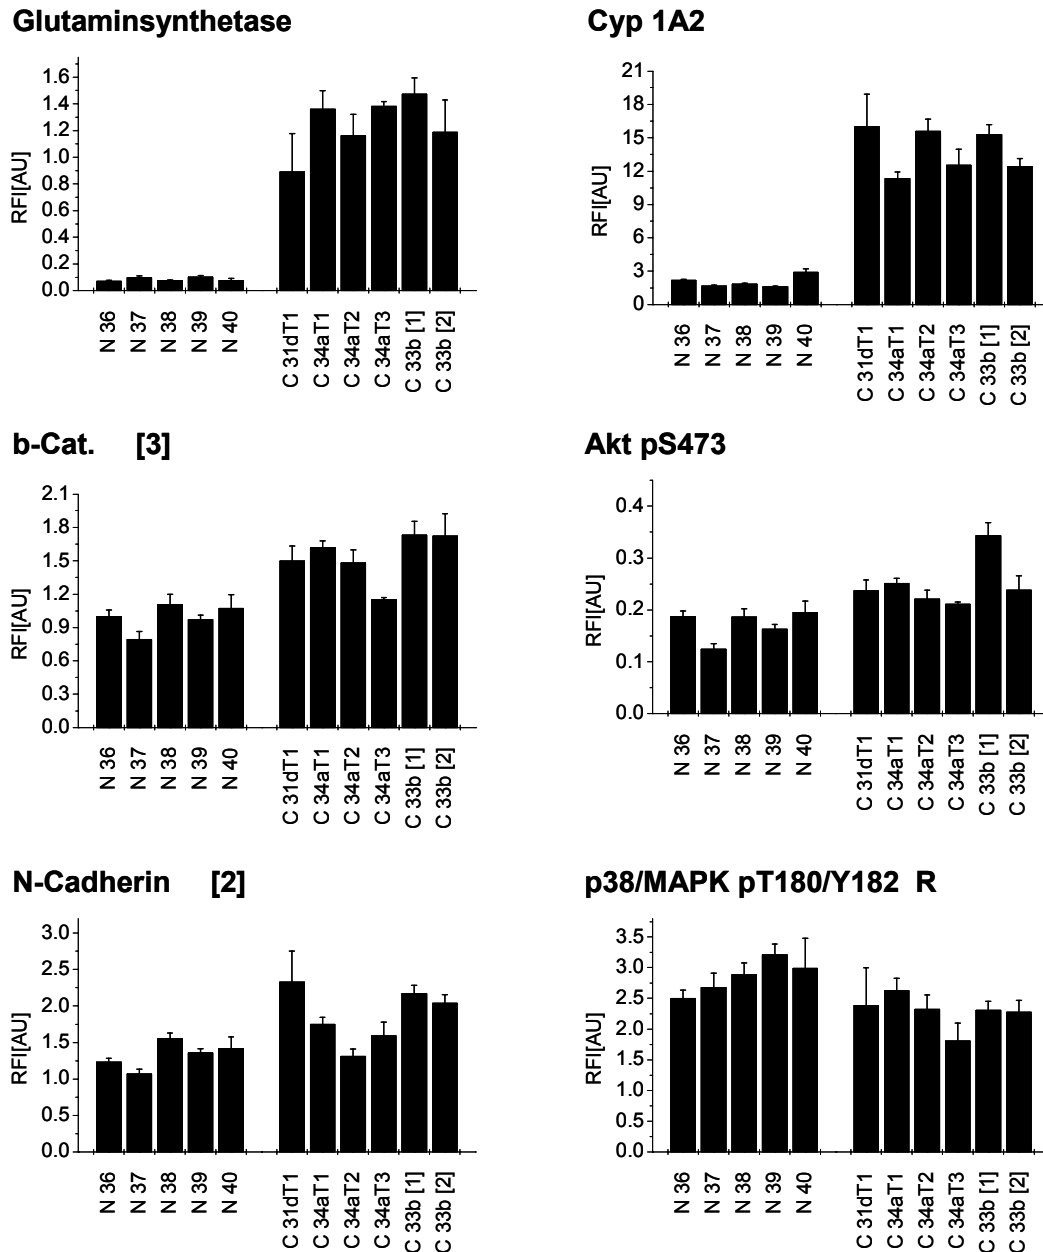 Glutaminsynthetase
RFI[AU]
1.6
1.4
1.2
1.0
0.8
0.6
0.4
0.2
0.0
N 36
N 37
N 38
N 39
N 40
C 31dT1
C 34aT1
C 34aT2
C 34aT3
C 33b [1]
C 33b [2]
Cyp 1A2
RFI[AU]
21
18
15
12
9
6
3
0
N 36
N 37
N 38
N 39
N 40
C 31dT1
C 34aT1
C 34aT2
C 34aT3
C 33b [1]
C 33b [2]
b-Cat. [3]
RFI[AU]
2.1
1.8
1.5
1.2
0.9
0.6
0.3
0.0
N 36
N 37
N 38
N 39
N 40
C 31dT1
C 34aT1
C 34aT2
C 34aT3
C 33b [1]
C 33b [2]
Akt pS473
RFI[AU]
0.4
0.3
0.2
0.1
0.0
N 36
N 37
N 38
N 39
N 40
C 31dT1
C 34aT1
C 34aT2
C 34aT3
C 33b [1]
C 33b [2]
N-Cadherin [2]
RFI[AU]
3.0
2.5
2.0
1.5
1.0
0.5
0.0
N 36
N 37
N 38
N 39
N 40
C 31dT1
C 34aT1
C 34aT2
C 34aT3
C 33b [1]
C 33b [2]
p38/MAPK pT180/Y182 R
RFI[AU]
3.5
3.0
2.5
2.0
1.5
1.0
0.5
0.0
N 36
N 37
N 38
N 39
N 40
C 31dT1
C 34aT1
C 34aT2
C 34aT3
C 33b [1]
C 33b [2]